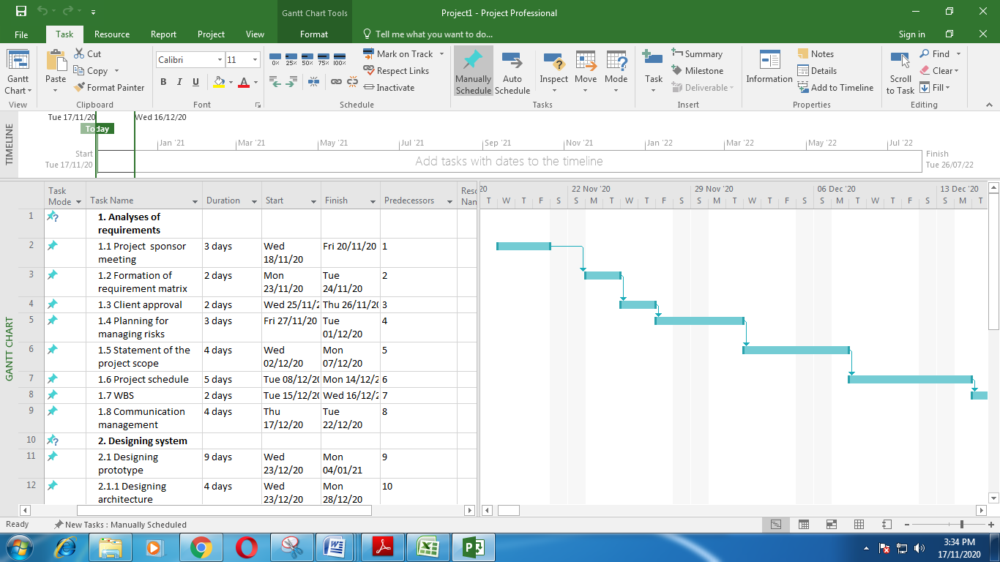 Gantt Chart Tools
Project1 - Project Professional
File
Task
Resource
Report
Project
View
Format
Tell me what you want to do...
Sign in
Gantt
Chart
View
Paste
Cut
Copy
Format Painter
Clipboard
Calibri
11
B I U
A
Font
0% 25% 50% 75% 100%
Mark on Track
Respect Links
Inactivate
Schedule
Manually
Schedule
Auto
Schedule
Inspect
Move
Mode
Tasks
Task
Summary
Milestone
Deliverable
Insert
Information
Notes
Details
Add to Timeline
Properties
Scroll
to Task
Find
Clear
Fill
Editing
TIMELINE
Tue 17/11/20
Wed 16/12/20
Today
Jan '21 Mar '21 May '21 Jul '21 Sep '21 Nov '21 Jan '22 Mar '22 May '22 Jul '22
Start
Tue 17/11/20
Add tasks with dates to the timeline
Finish
Tue 26/07/22
GANTT CHART
Task
Mode
Task Name
Duration
Start
Finish
Predecessors
Reso
Nam
20
22 Nov '20
29 Nov '20
06 Dec '20
13 Dec '20
T W F S M T F S W S T M F T W S M T
1 ? 1. Analyses of
requirements
2 1.1 Project sponsor
meeting
3 days
Wed
18/11/20
Fri 20/11/20
1
3 1.2 Formation of
requirement matrix
2 days
Mon
23/11/20
Tue
24/11/20
2
4 1.3 Client approval
2 days
Wed 25/11/2
Thu 26/11/20
3
5 1.4 Planning for
managing risks
3 days
Fri 27/11/20
Tue
01/12/20
4
6 1.5 Statement of the
project scope
4 days
Wed
02/12/20
Mon
07/12/20
5
7 1.6 Project schedule
5 days
Tue 08/12/20
Mon 14/12/2
6
8 1.7 WBS
2 days
Tue 15/12/20
Wed 16/12/2
7
9 1.8 Communication
management
4 days
Thu
17/12/20
Tue
22/12/20
8
10 ? 2. Designing system
11 2.1 Designing
prototype
9 days
Wed
23/12/20
Mon
04/01/21
9
12 2.1.1 Designing
architecture
4 days
Wed
23/12/20
Mon
28/12/20
10
Ready
New Tasks : Manually Scheduled
3:34 PM
17/11/2020